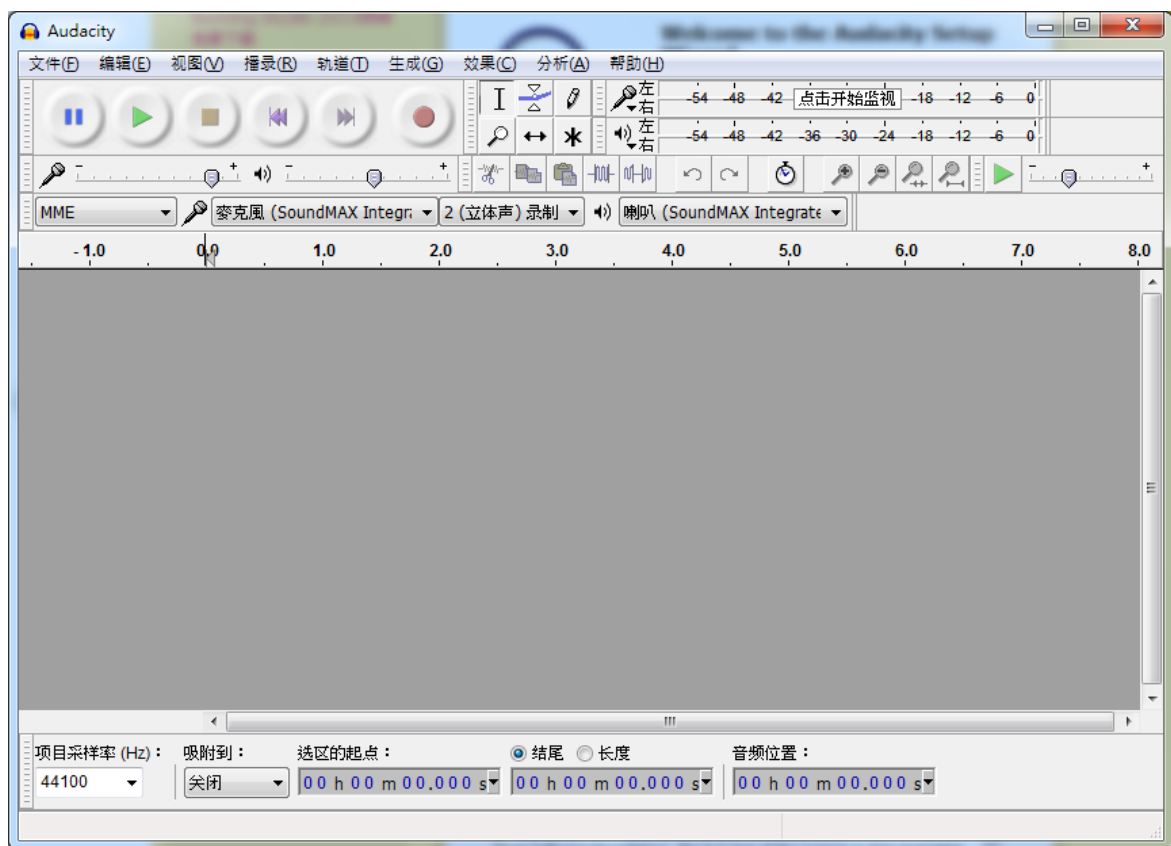 Audacity
Welcome to the Audacity Setup
文件(F) 编辑(E) 视图(V) 播录(R) 轨道(T) 生成(G) 效果(C) 分析(A) 帮助(H)
左 -54 -48 -42 点击开始监视 -18 -12 -6 0
右
左 -54 -48 -42 -36 -30 -24 -18 -12 -6 0
右
MME 麥克風 (SoundMAX Integr 2 (立体声) 录制 喇叭 (SoundMAX Integrate
- 1.0 0.0 1.0 2.0 3.0 4.0 5.0 6.0 7.0 8.0
项目采样率 (Hz)： 吸附到： 选区的起点： 结尾 长度 音频位置：
44100 关闭 00 h 00 m 00.000 s 00 h 00 m 00.000 s 00 h 00 m 00.000 s